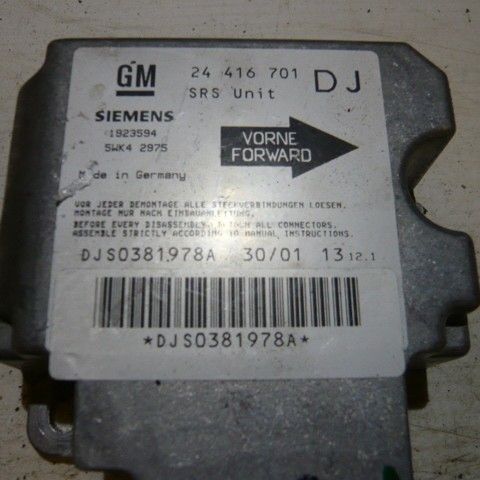 GM 24 416 701 DJ
SRS Unit
SIEMENS
1923594
5WK4 2975
VORNE
FORWARD
Made in Germany
VOR JEDER DEMONTAGE ALLE STECKVERBINDUNGEN LOESEN.
MONTAGE NUR NACH EINBAUANLEITUNG.
BEFORE EVERY DISASSEMBLY DETACH ALL CONNECTORS.
ASSEMBLE STRICTLY ACCORDING TO MANUAL INSTRUCTIONS.
DJS0381978A 30/01 13 12.1
*DJS0381978A*